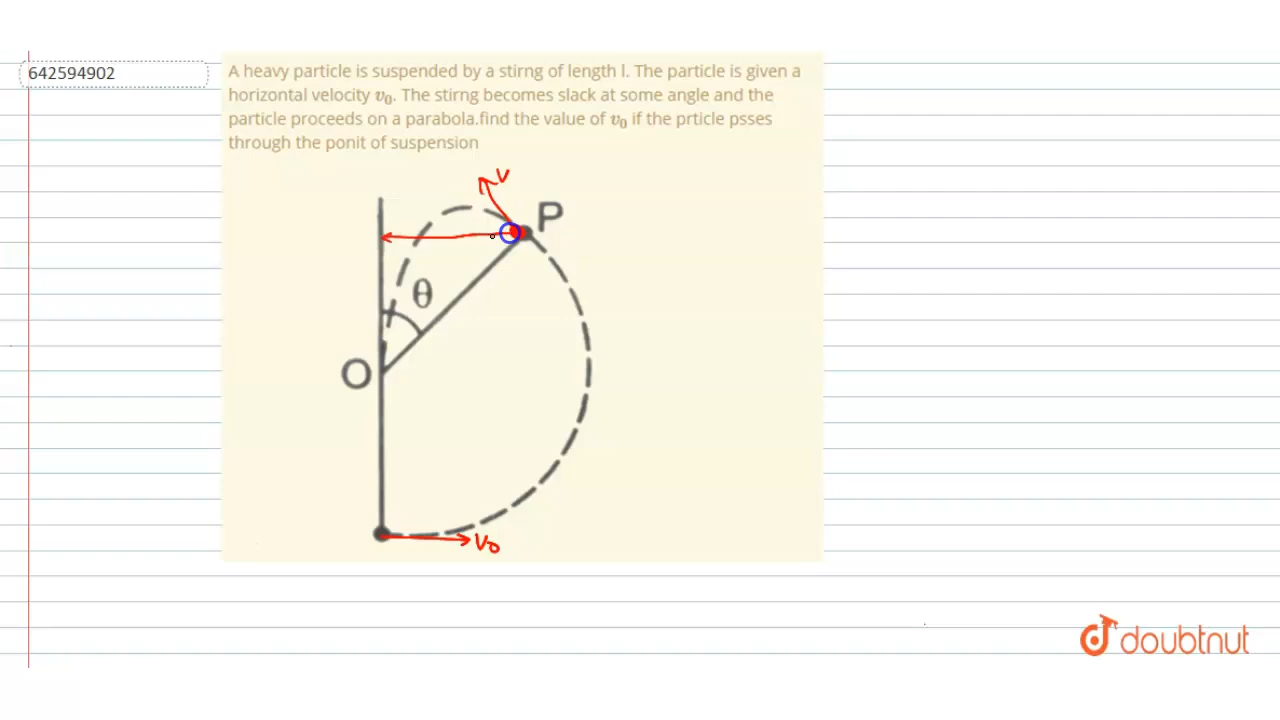 642594902
A heavy particle is suspended by a stirng of length l. The particle is given a
horizontal velocity v₀. The stirng becomes slack at some angle and the
particle proceeds on a parabola.find the value of v₀ if the prticle psses
through the ponit of suspension
v
P
θ
O
v₀
doubtnut